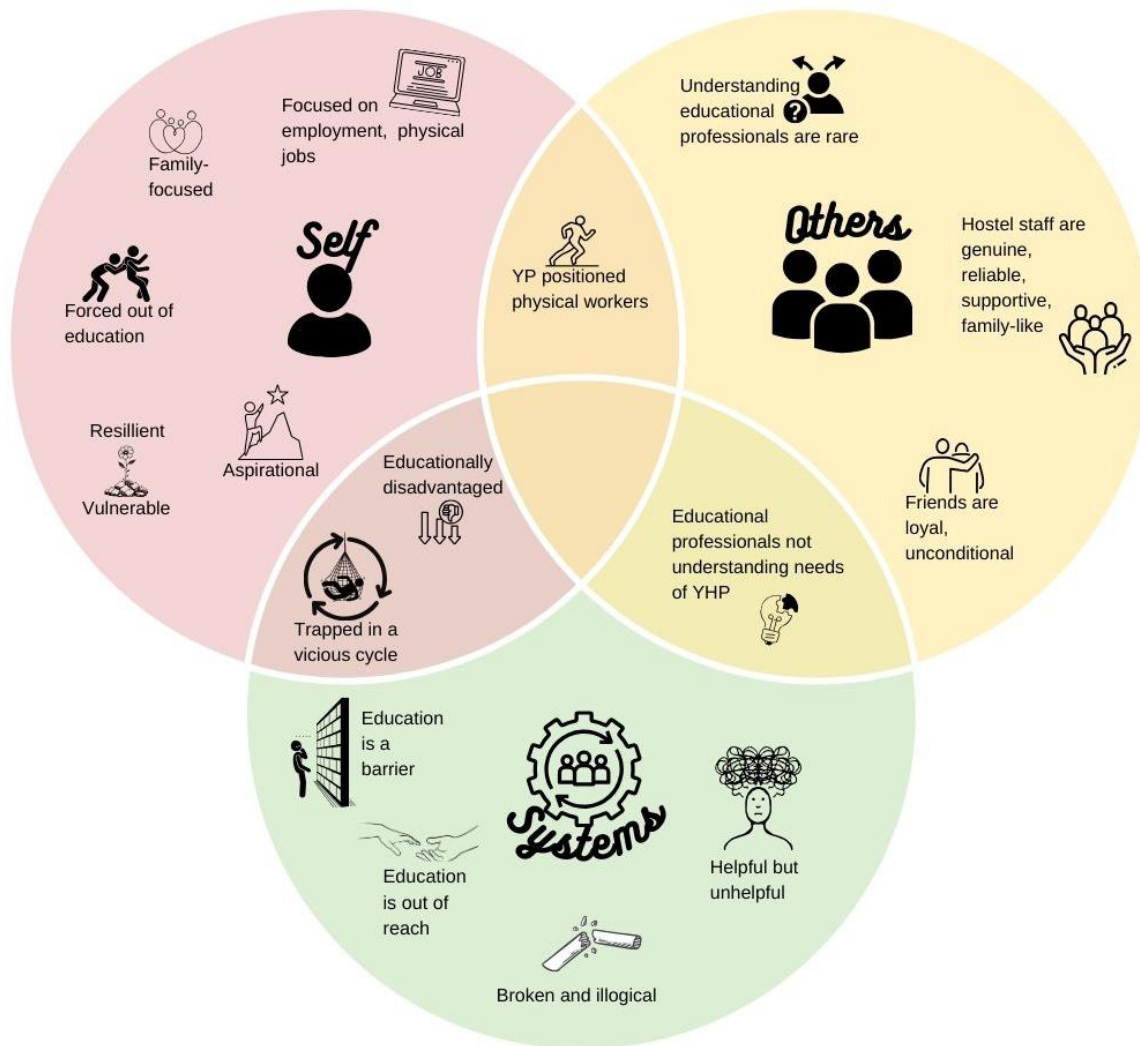 JOB
Focused on
employment, physical
jobs
Family-
focused
Self
Forced out of
education
Resillient
Vulnerable
Aspirational
YP positioned
physical workers
Understanding
educational
?
professionals are rare
Others
Hostel staff are
genuine,
reliable,
supportive,
family-like
Friends are
loyal,
unconditional
Educationally
disadvantaged
Trapped in a
vicious cycle
Educational
professionals not
understanding needs
of YHP
Education
is a
barrier
Systems
Education
is out of
reach
Helpful but
unhelpful
Broken and illogical